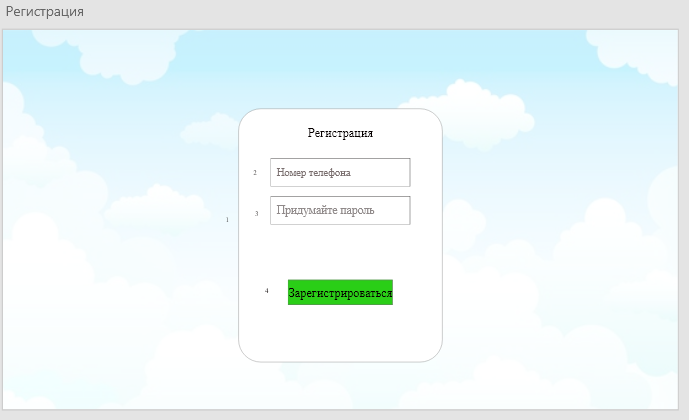 Регистрация
Регистрация
2
Номер телефона
3
Придумайте пароль
1
4
Зарегистрироваться